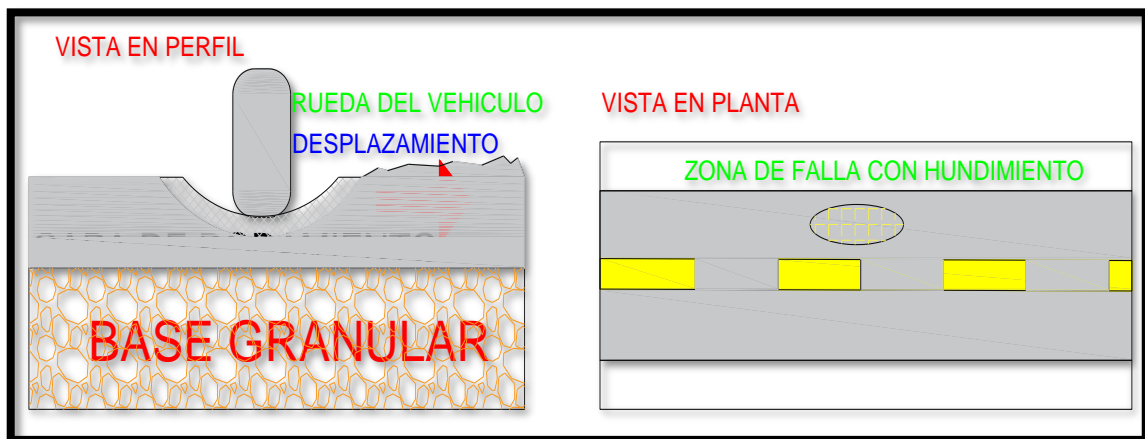 VISTA EN PERFIL
RUEDA DEL VEHICULO
DESPLAZAMIENTO
BASE GRANULAR
VISTA EN PLANTA
ZONA DE FALLA CON HUNDIMIENTO